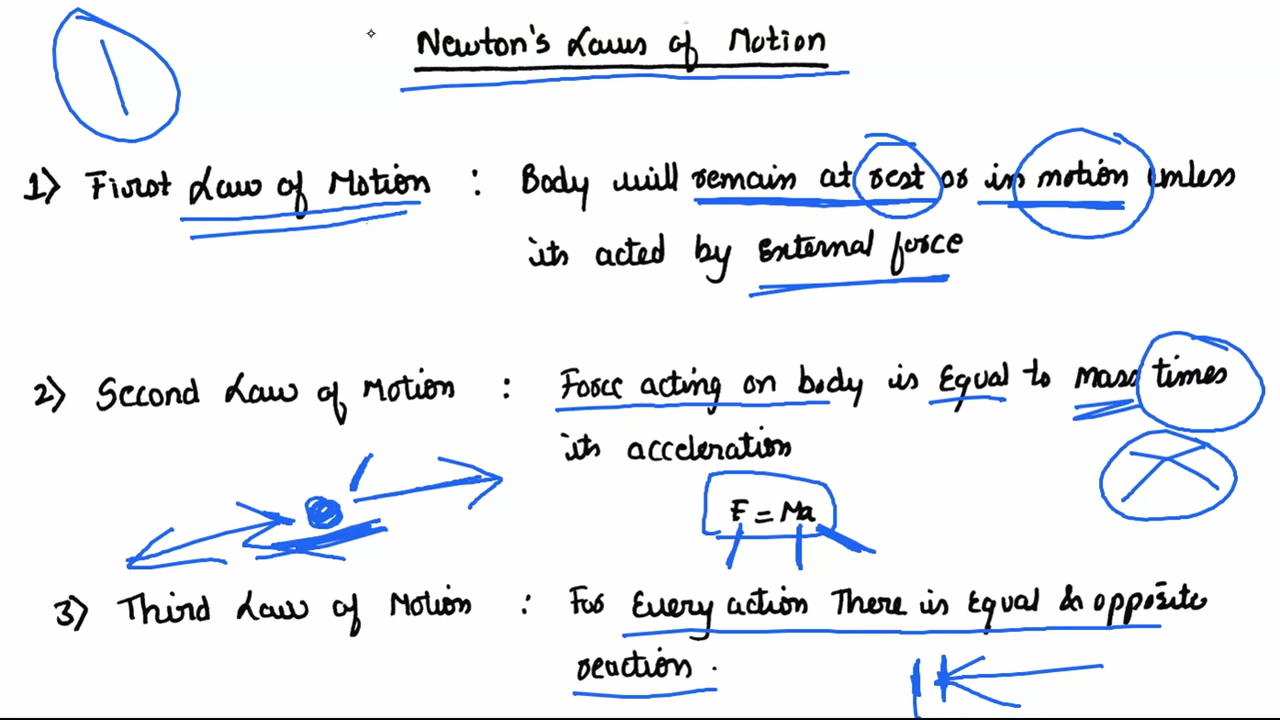 Newton's Laws of Motion
1) First Law of Motion : Body will remain at rest or in motion unless
its acted by External force
2) Second Law of Motion : Force acting on body is Equal to Mass times
its acceleration
F = Ma
3) Third Law of Motion : For Every action There is Equal & opposite
reaction.